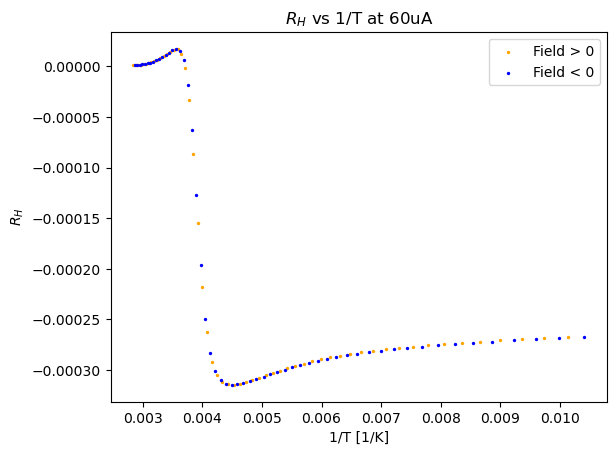 R_H vs 1/T at 60uA
Field > 0
Field < 0
0.00000
−0.00005
−0.00010
−0.00015
−0.00020
−0.00025
−0.00030
R_H
0.003 0.004 0.005 0.006 0.007 0.008 0.009 0.010
1/T [1/K]